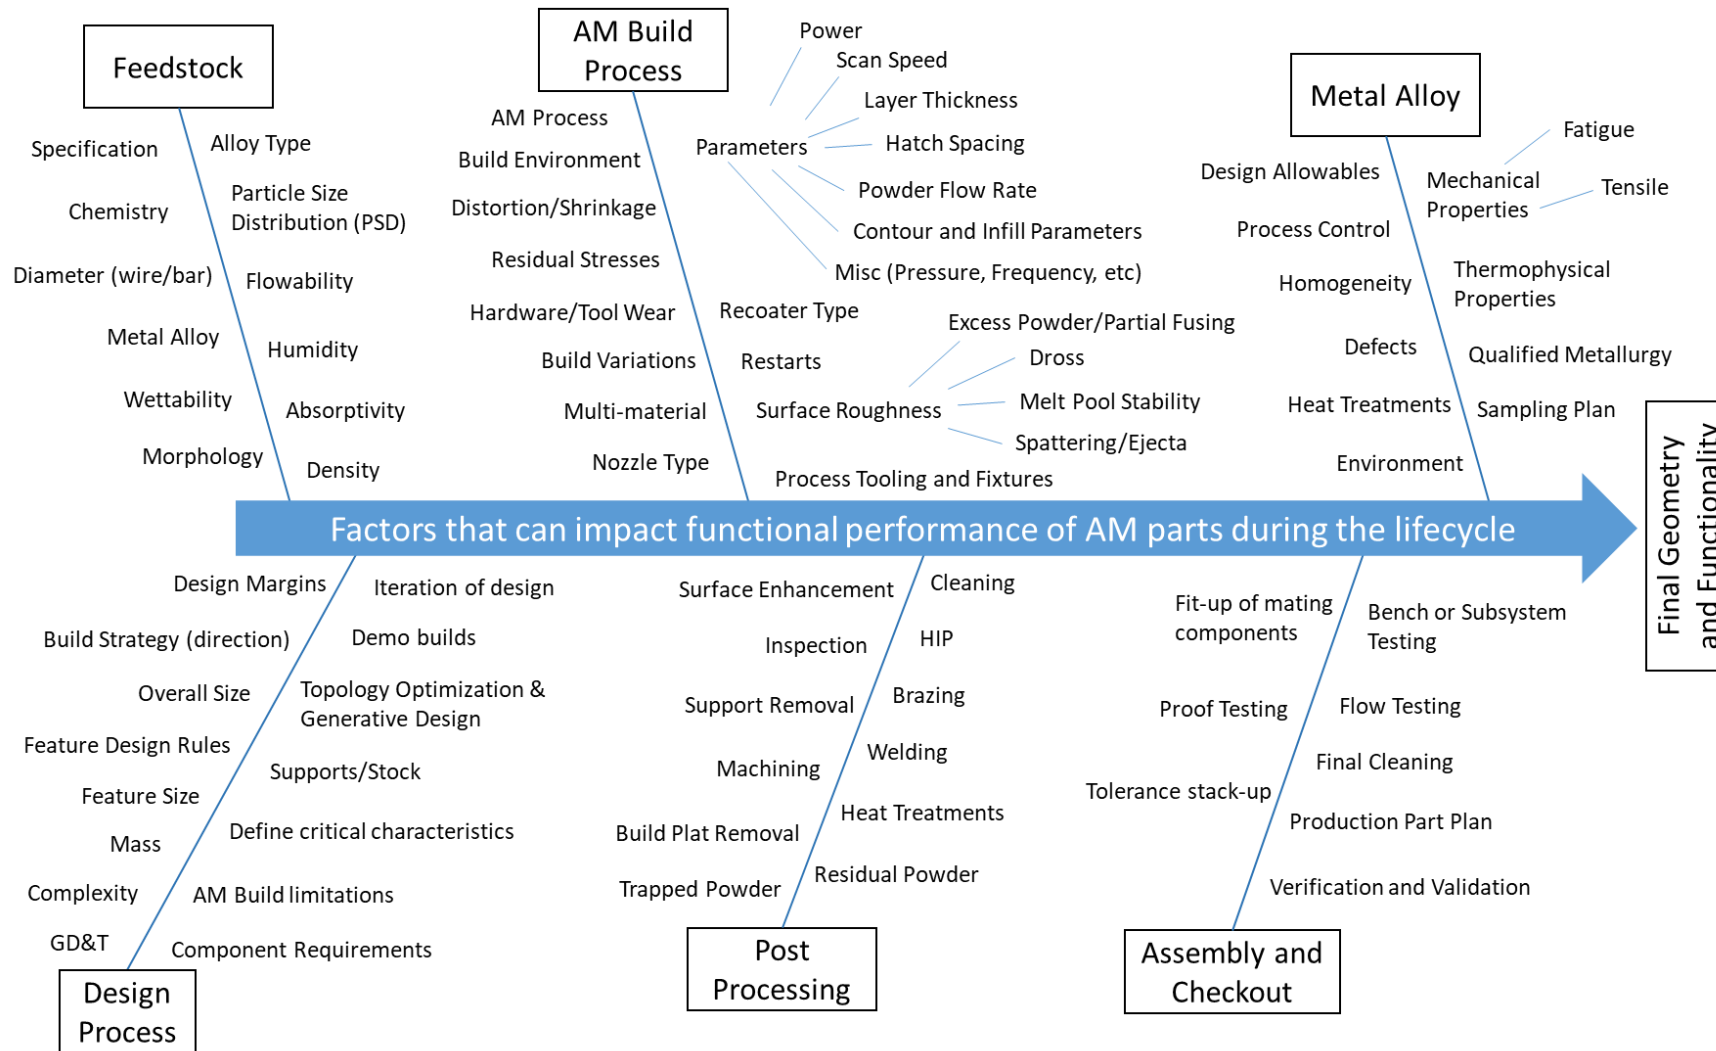 Feedstock
Specification
Chemistry
Diameter (wire/bar)
Metal Alloy
Wettability
Morphology
Alloy Type
Particle Size
Distribution (PSD)
Flowability
Humidity
Absorptivity
Density
AM Build
Process
AM Process
Build Environment
Distortion/Shrinkage
Residual Stresses
Hardware/Tool Wear
Build Variations
Multi-material
Nozzle Type
Parameters
Power
Scan Speed
Layer Thickness
Hatch Spacing
Powder Flow Rate
Contour and Infill Parameters
Misc (Pressure, Frequency, etc)
Recoater Type
Restarts
Surface Roughness
Excess Powder/Partial Fusing
Dross
Melt Pool Stability
Spattering/Ejecta
Process Tooling and Fixtures
Metal Alloy
Design Allowables
Process Control
Homogeneity
Defects
Heat Treatments
Environment
Mechanical
Properties
Fatigue
Tensile
Thermophysical
Properties
Qualified Metallurgy
Sampling Plan
Factors that can impact functional performance of AM parts during the lifecycle
Final Geometry
and Functionality
Design Margins
Build Strategy (direction)
Overall Size
Feature Design Rules
Feature Size
Mass
Complexity
GD&T
Iteration of design
Demo builds
Topology Optimization &
Generative Design
Supports/Stock
Define critical characteristics
AM Build limitations
Component Requirements
Design
Process
Surface Enhancement
Inspection
Support Removal
Machining
Build Plat Removal
Trapped Powder
Cleaning
HIP
Brazing
Welding
Heat Treatments
Residual Powder
Post
Processing
Fit-up of mating
components
Proof Testing
Tolerance stack-up
Bench or Subsystem
Testing
Flow Testing
Final Cleaning
Production Part Plan
Verification and Validation
Assembly and
Checkout